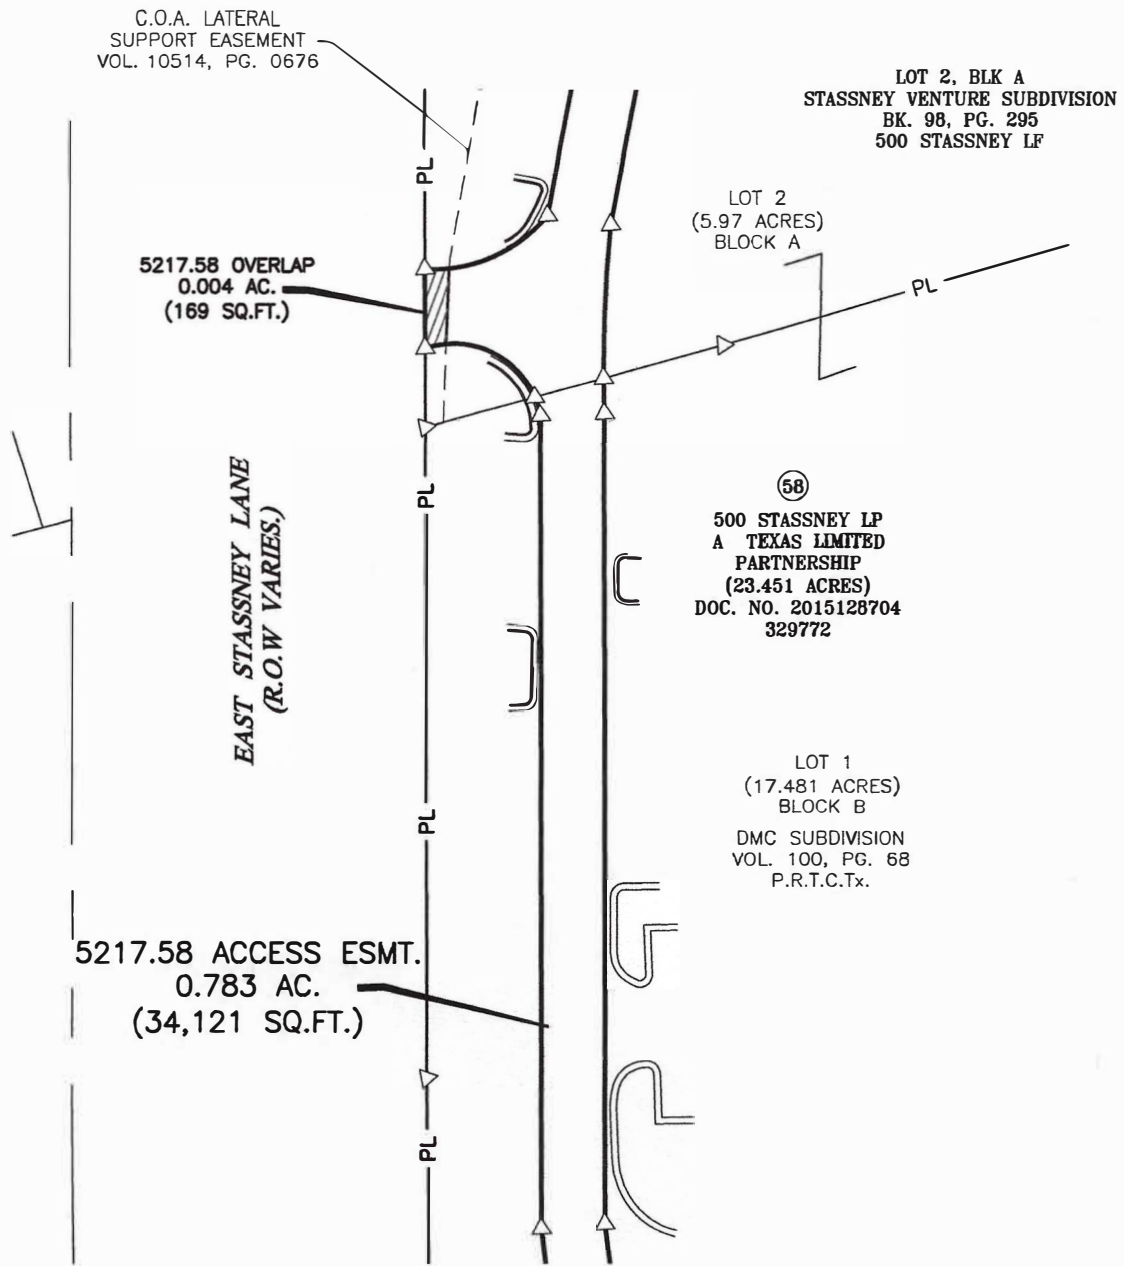 C.O.A. LATERAL
SUPPORT EASEMENT
VOL. 10514, PG. 0676
LOT 2, BLK A
STASSNEY VENTURE SUBDIVISION
BK. 98, PG. 295
500 STASSNEY LF
PL
LOT 2
(5.97 ACRES)
BLOCK A
5217.58 OVERLAP
0.004 AC.
(169 SQ.FT.)
PL
EAST STASSNEY LANE
(R.O.W VARIES.)
PL
58
500 STASSNEY LP
A TEXAS LIMITED
PARTNERSHIP
(23.451 ACRES)
DOC. NO. 2015128704
329772
LOT 1
(17.481 ACRES)
BLOCK B
DMC SUBDIVISION
VOL. 100, PG. 68
P.R.T.C.Tx.
PL
5217.58 ACCESS ESMT.
0.783 AC.
(34,121 SQ.FT.)
PL